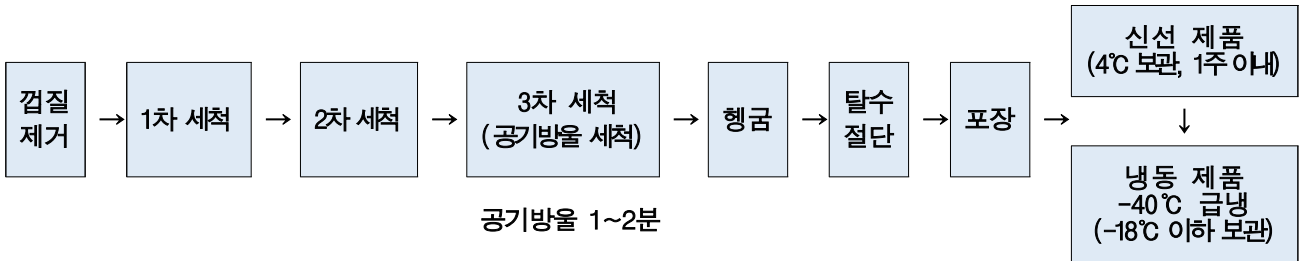 껍질
제거
→
1차 세척
→
2차 세척
→
3차 세척
(공기방울 세척)
→
헹굼
→
탈수
절단
→
포장
→
신선 제품
(4℃ 보관, 1주 이내)
↓
냉동 제품
-40℃ 급냉
(-18℃ 이하 보관)
공기방울 1~2분